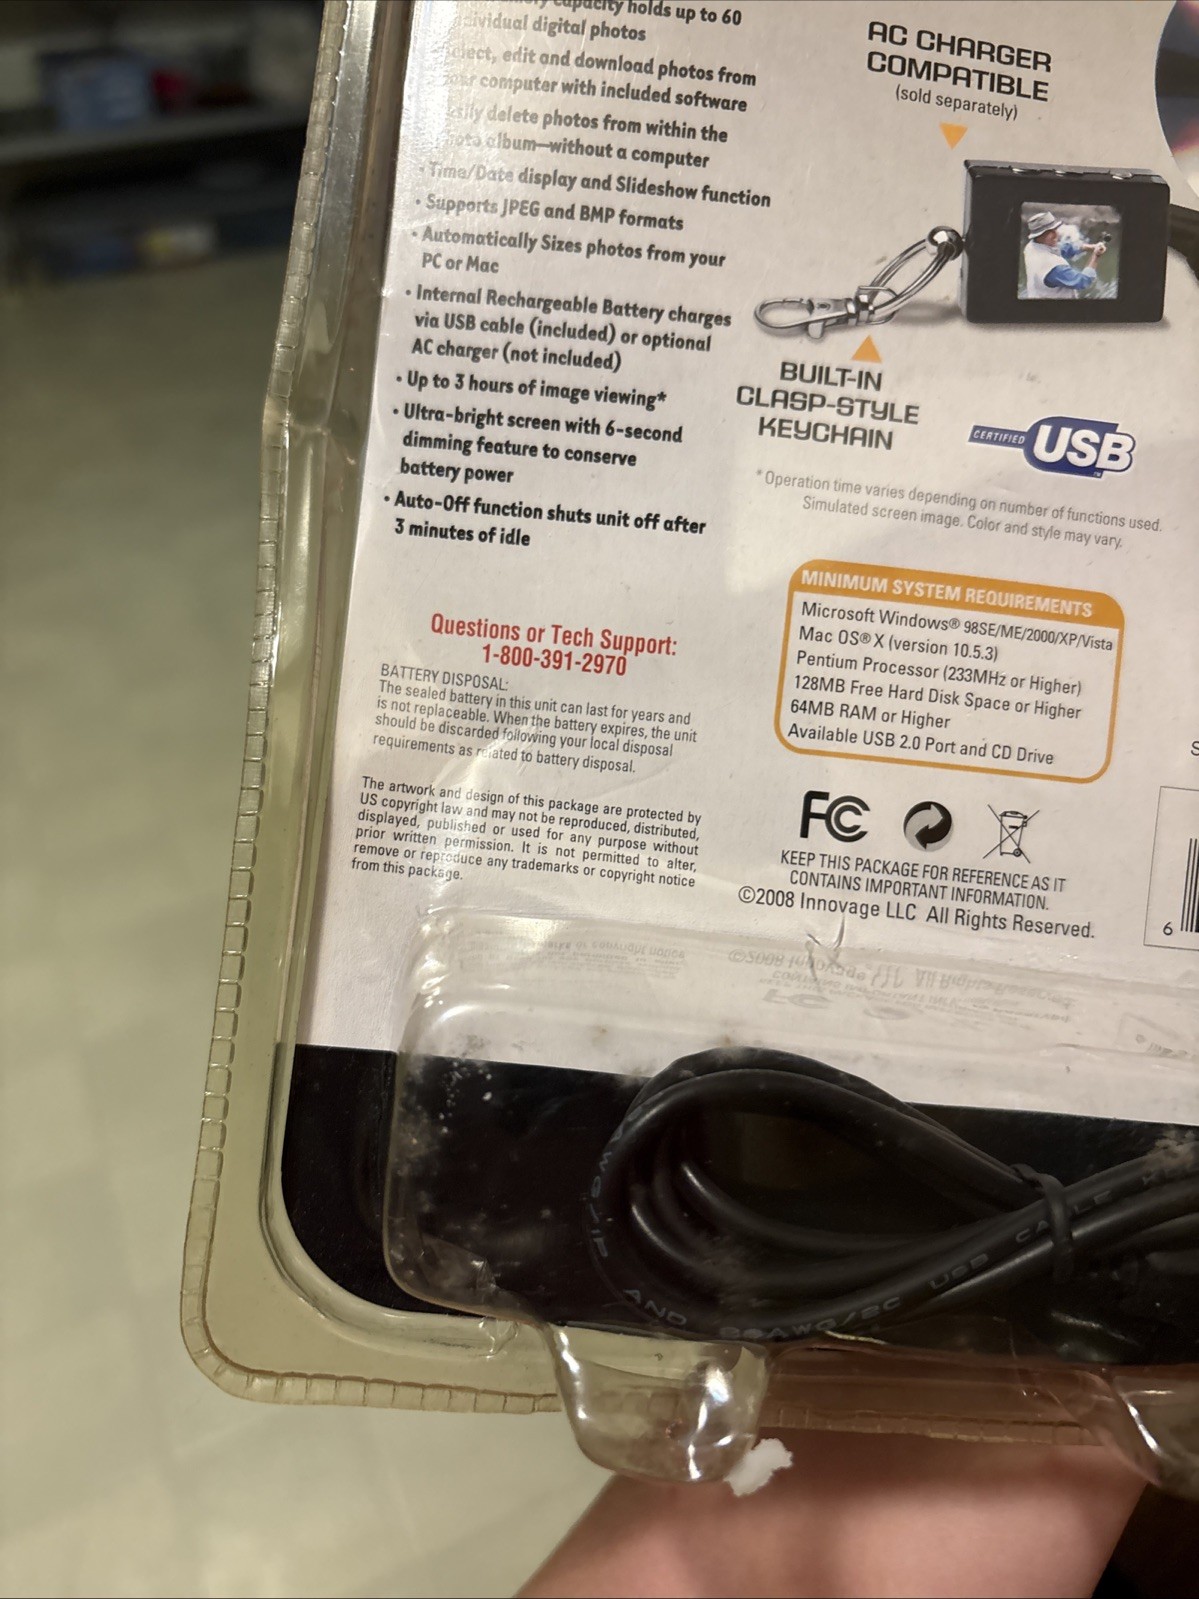 capacity holds up to 60
individual digital photos
edit and download photos from
computer with included software
delete photos from within the
album—without a computer
• Time/Date display and Slideshow function
• Supports JPEG and BMP formats
• Automatically Sizes photos from your
PC or Mac
• Internal Rechargeable Battery charges
via USB cable (included) or optional
AC charger (not included)
• Up to 3 hours of image viewing*
• Ultra-bright screen with 6-second
dimming feature to conserve
battery power
• Auto-Off function shuts unit off after
3 minutes of idle
Questions or Tech Support:
1-800-391-2970
BATTERY DISPOSAL:
The sealed battery in this unit can last for years and
is not replaceable. When the battery expires, the unit
should be discarded following your local disposal
requirements as related to battery disposal.
The artwork and design of this package are protected by
US copyright law and may not be reproduced, distributed,
displayed, published or used for any purpose without
prior written permission. It is not permitted to alter,
remove or reproduce any trademarks or copyright notice
from this package.
AC CHARGER
COMPATIBLE
(sold separately)
BUILT-IN
CLASP-STYLE
KEYCHAIN
CERTIFIED USB
*Operation time varies depending on number of functions used.
Simulated screen image. Color and style may vary.
MINIMUM SYSTEM REQUIREMENTS
Microsoft Windows® 98SE/ME/2000/XP/Vista
Mac OS® X (version 10.5.3)
Pentium Processor (233MHz or Higher)
128MB Free Hard Disk Space or Higher
64MB RAM or Higher
Available USB 2.0 Port and CD Drive
FC
KEEP THIS PACKAGE FOR REFERENCE AS IT
CONTAINS IMPORTANT INFORMATION.
©2008 Innovage LLC All Rights Reserved.
6
AND 28AWG/2C USB CABLE